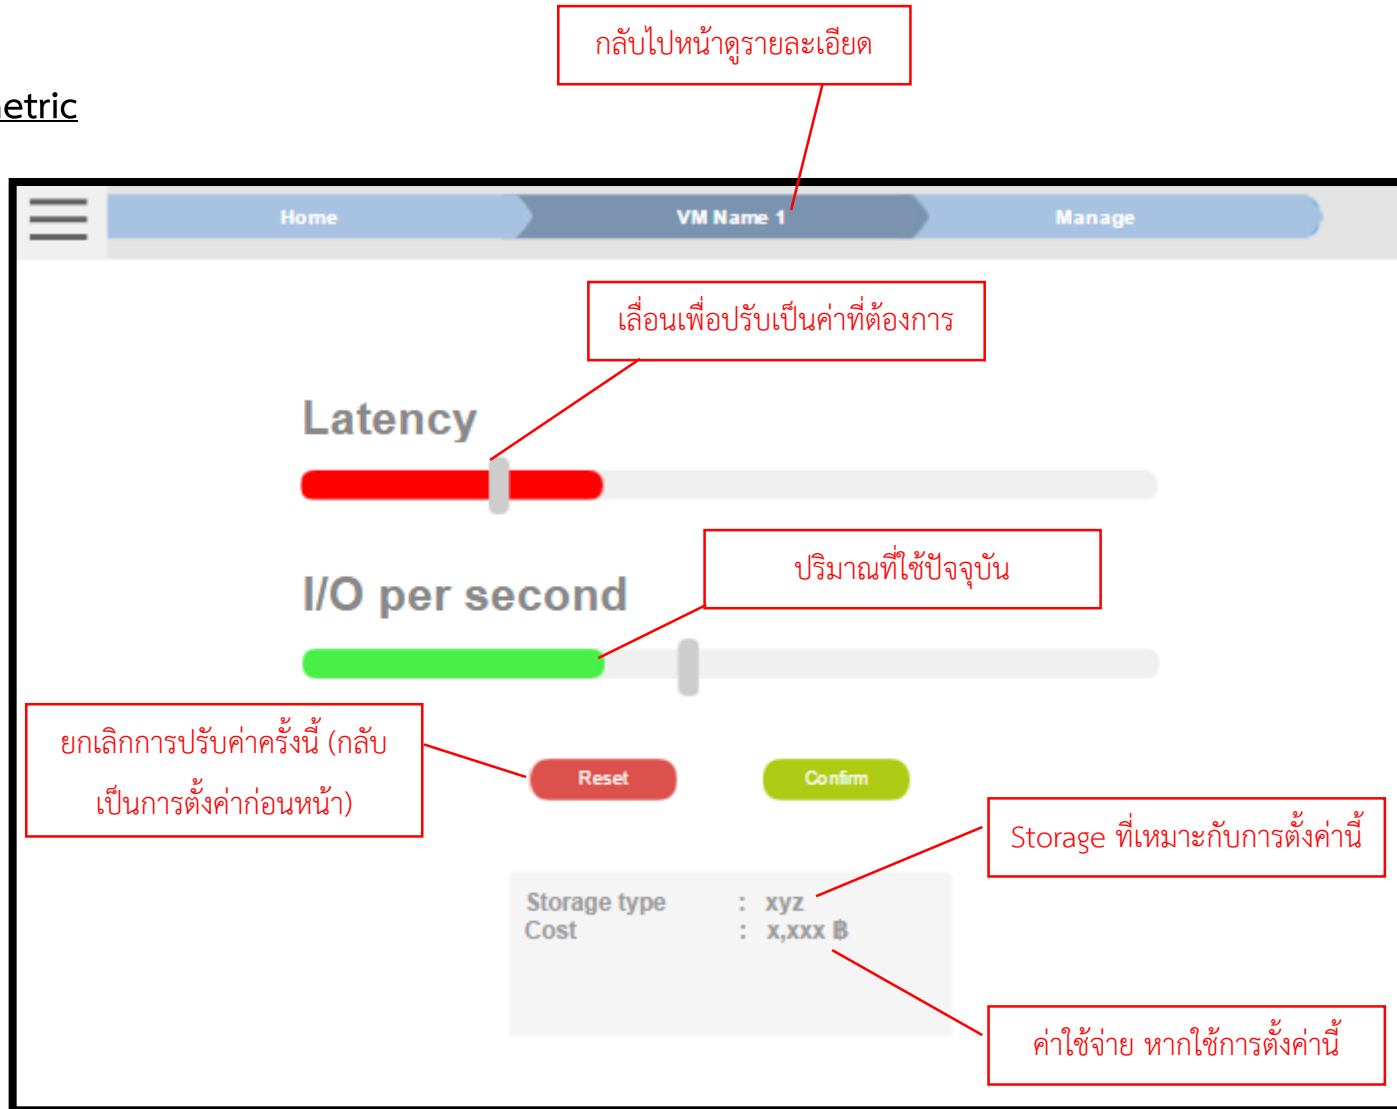 กลับไปหน้าดูรายละเอียด
etric
Home
VM Name 1
Manage
เลื่อนเพื่อปรับเป็นค่าที่ต้องการ
Latency
ปริมาณที่ใช้ปัจจุบัน
I/O per second
ยกเลิกการปรับค่าครั้งนี้ (กลับ
เป็นการตั้งค่าก่อนหน้า)
Reset
Confirm
Storage ที่เหมาะกับการตั้งค่านี้
Storage type : xyz
Cost : x,xxx ฿
ค่าใช้จ่าย หากใช้การตั้งค่านี้